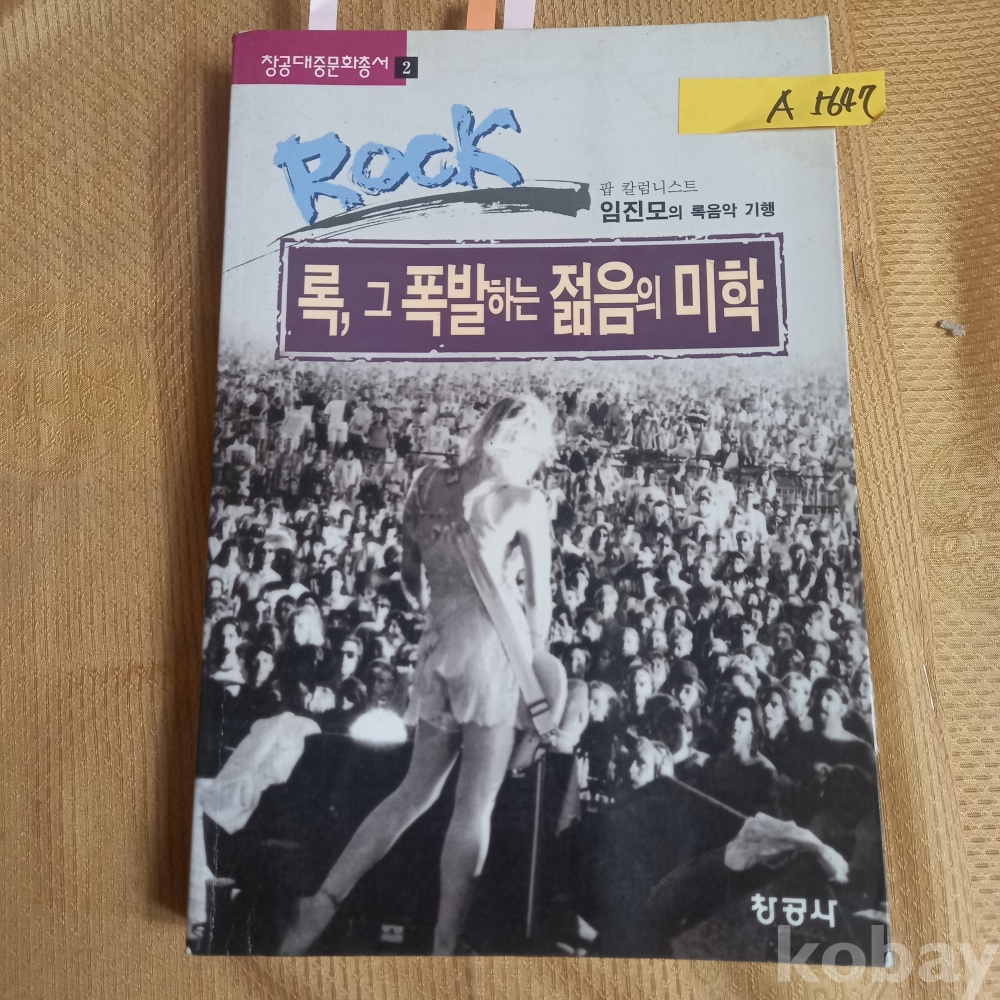 창공대중문화총서 2
A 5647
ROCK
팝 칼럼니스트
임진모의 록음악 기행
록, 그 폭발하는 젊음의 미학
창공사
kobay